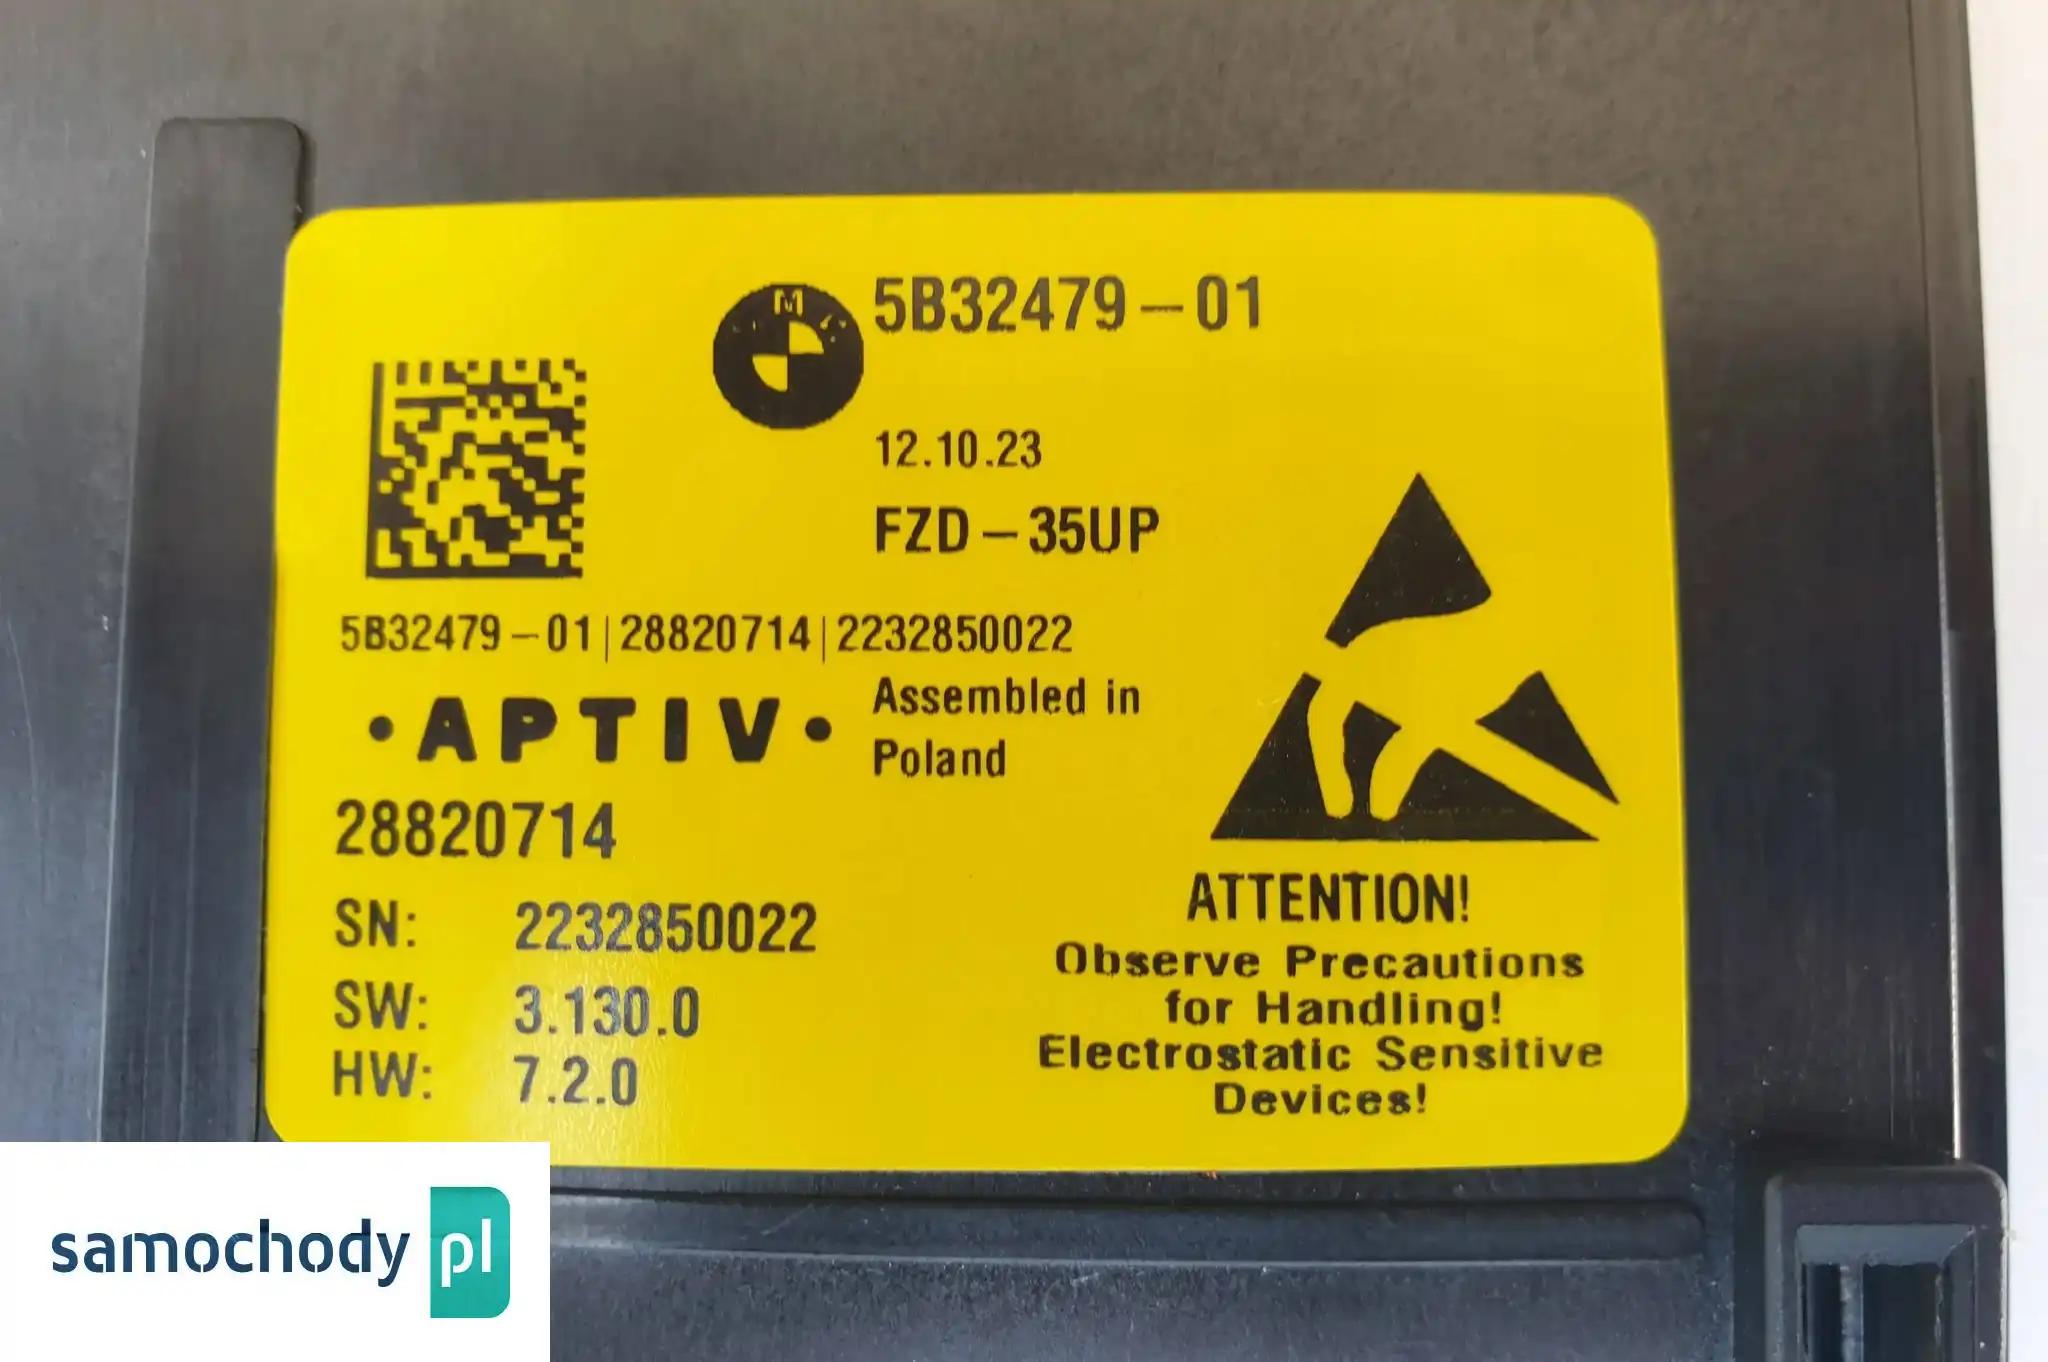 5B32479-01
12.10.23
FZD-35UP
5B32479-01|28820714|2232850022
•APTIV•
Assembled in
Poland
28820714
SN: 2232850022
SW: 3.130.0
HW: 7.2.0
ATTENTION!
Observe Precautions
for Handling!
Electrostatic Sensitive
Devices!
samochody pl